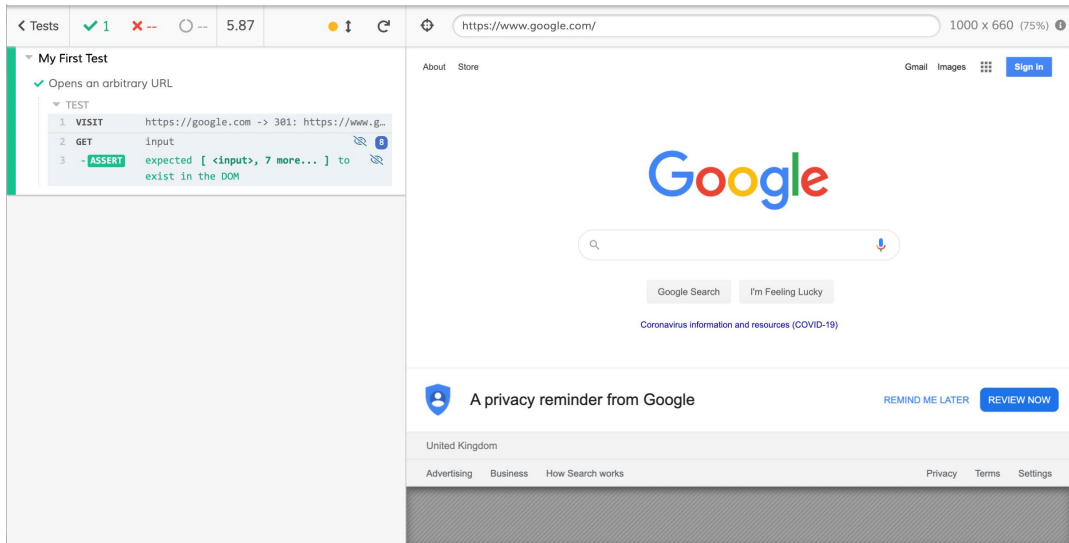 Tests 1 -- -- 5.87
My First Test
Opens an arbitrary URL
TEST
1 VISIT https://google.com -> 301: https://www.g…
2 GET input 8
3 -ASSERT expected [ <input>, 7 more... ] to
exist in the DOM
https://www.google.com/ 1000 x 660 (75%)
About Store Gmail Images Sign in
Google
Google Search I'm Feeling Lucky
Coronavirus information and resources (COVID-19)
A privacy reminder from Google REMIND ME LATER REVIEW NOW
United Kingdom
Advertising Business How Search works Privacy Terms Settings